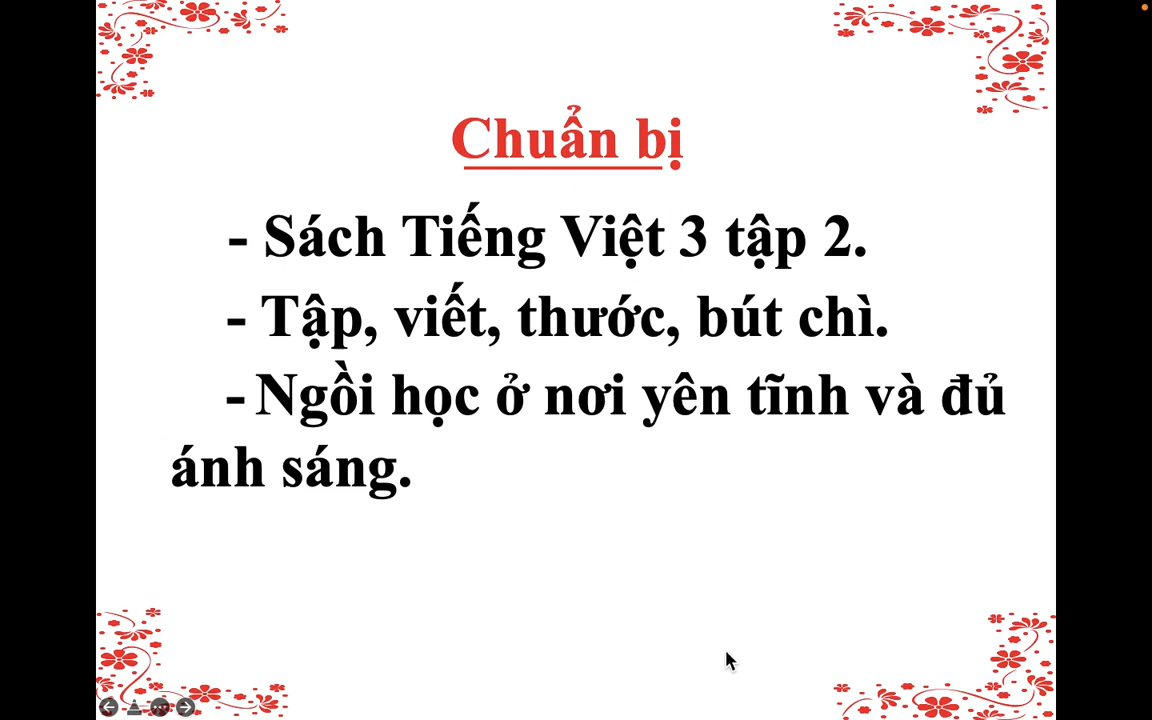 Chuẩn bị
- Sách Tiếng Việt 3 tập 2.
- Tập, viết, thước, bút chì.
- Ngồi học ở nơi yên tĩnh và đủ
ánh sáng.